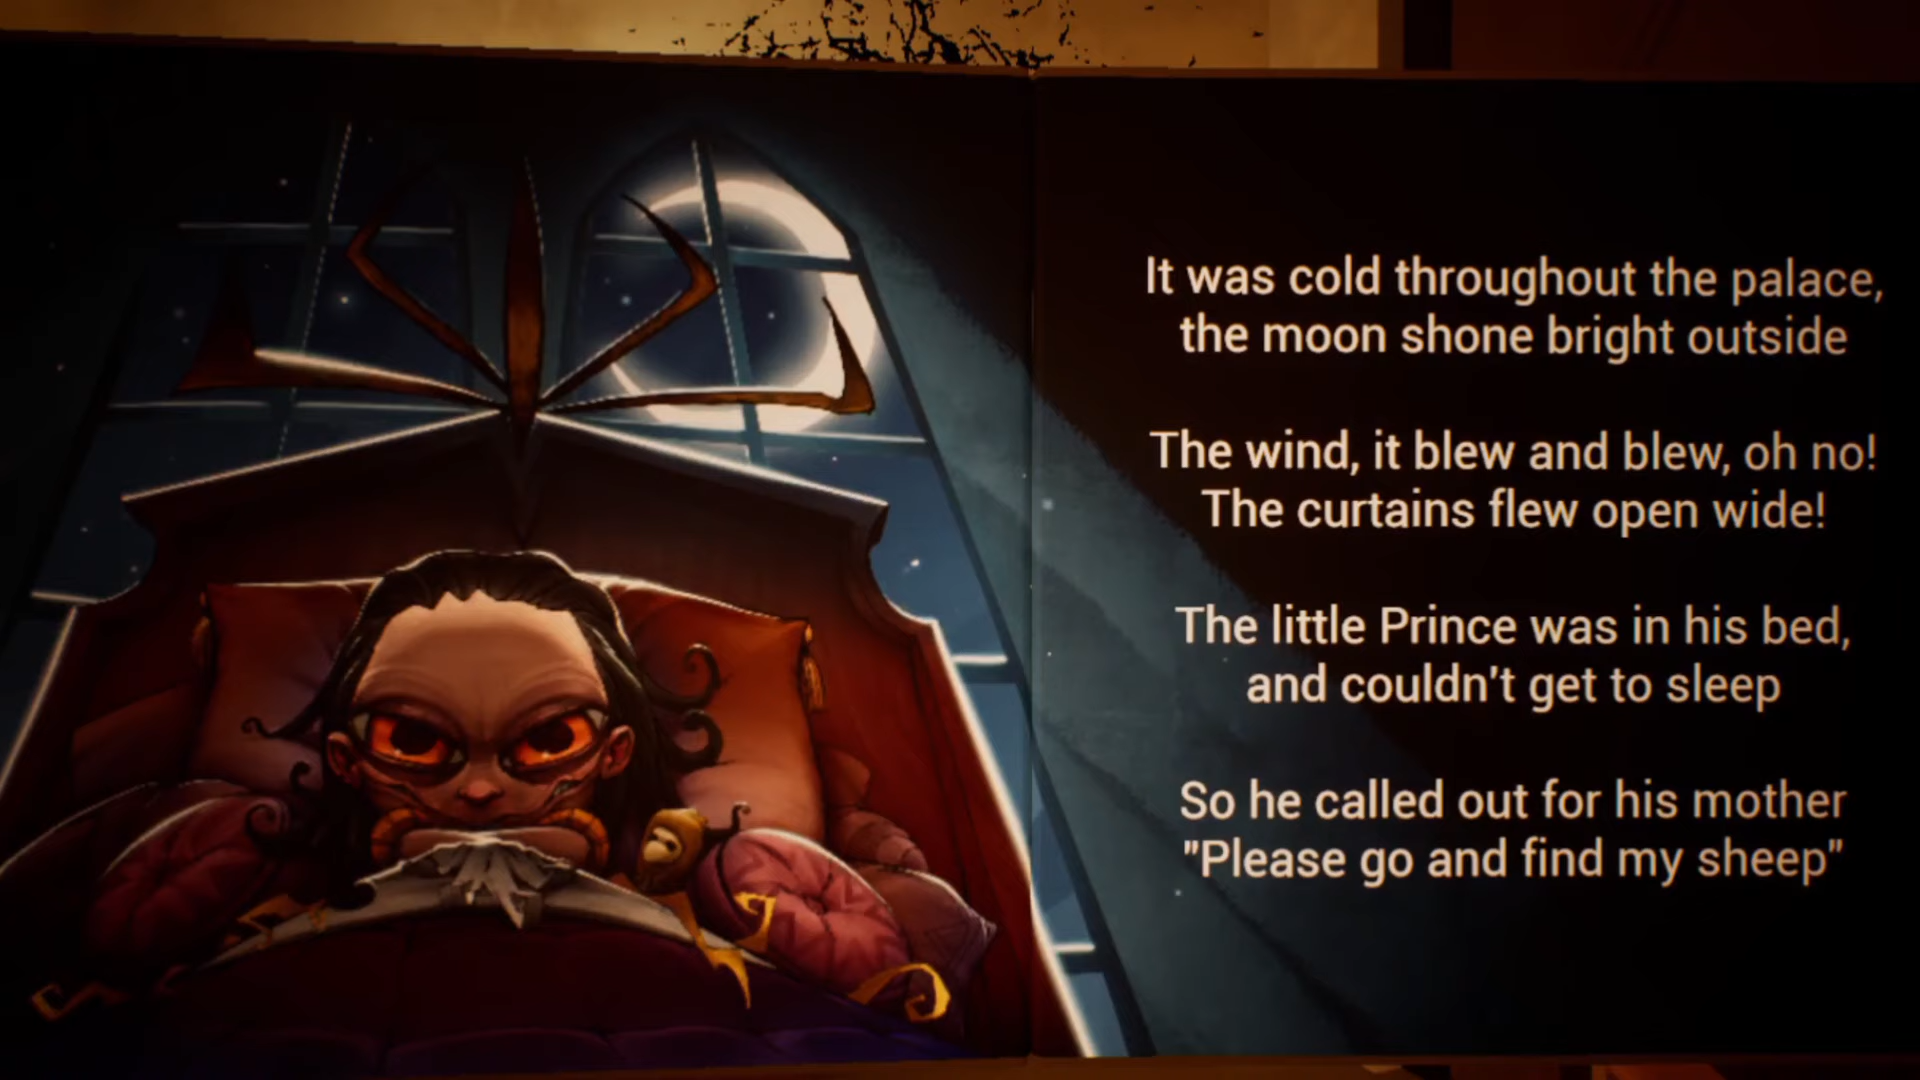 It was cold throughout the palace,
the moon shone bright outside
The wind, it blew and blew, oh no!
The curtains flew open wide!
The little Prince was in his bed,
and couldn't get to sleep
So he called out for his mother
"Please go and find my sheep"